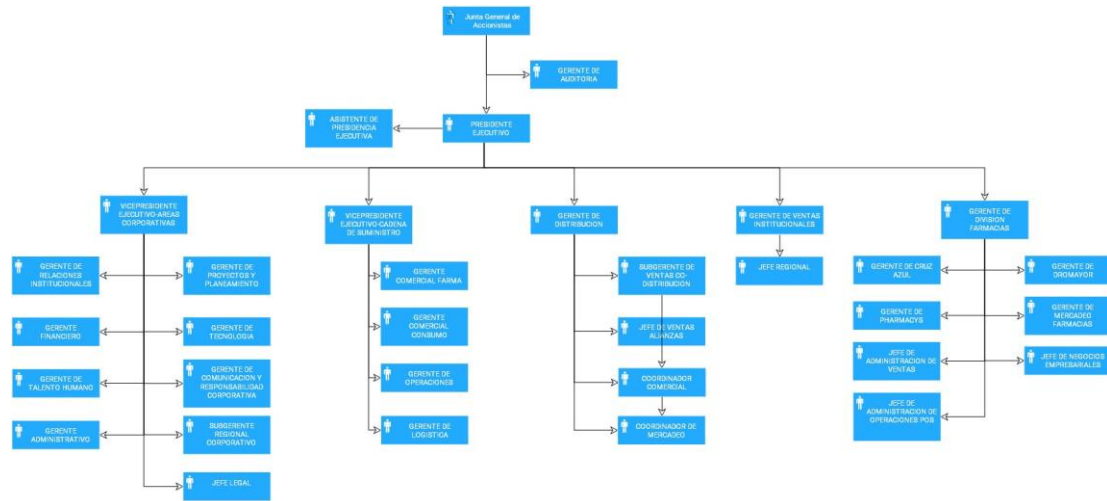 Junta General de
Accionistas
GERENTE DE
AUDITORIA
ASISTENTE DE
PRESIDENCIA
EJECUTIVA
PRESIDENTE
EJECUTIVO
VICEPRESIDENTE
EJECUTIVO-AREAS
CORPORATIVAS
VICEPRESIDENTE
EJECUTIVO-CADENA
DE SUMINISTRO
GERENTE DE
DISTRIBUCION
GERENTE DE VENTAS
INSTITUCIONALES
GERENTE DE
DIVISION
FARMACIAS
GERENTE DE
RELACIONES
INSTITUCIONALES
GERENTE DE
PROYECTOS Y
PLANEAMIENTO
GERENTE
FINANCIERO
GERENTE DE
TECNOLOGIA
GERENTE DE
TALENTO HUMANO
GERENTE DE
COMUNICACION Y
RESPONSABILIDAD
CORPORATIVA
GERENTE
ADMINISTRATIVO
SUBGERENTE
REGIONAL
CORPORATIVO
JEFE LEGAL
GERENTE
COMERCIAL FARMA
GERENTE
COMERCIAL
CONSUMO
GERENTE DE
OPERACIONES
GERENTE DE
LOGISTICA
SUBGERENTE DE
VENTAS CO-
DISTRIBUCION
JEFE DE VENTAS
ALIANZAS
COORDINADOR
COMERCIAL
COORDINADOR DE
MERCADEO
JEFE REGIONAL
GERENTE DE CRUZ
AZUL
GERENTE DE
DROMAYOR
GERENTE DE
PHARMACYS
GERENTE DE
MERCADEO
FARMACIAS
JEFE DE
ADMINISTRACION DE
VENTAS
JEFE DE NEGOCIOS
EMPRESARIALES
JEFE DE
ADMINISTRACION DE
OPERACIONES POS